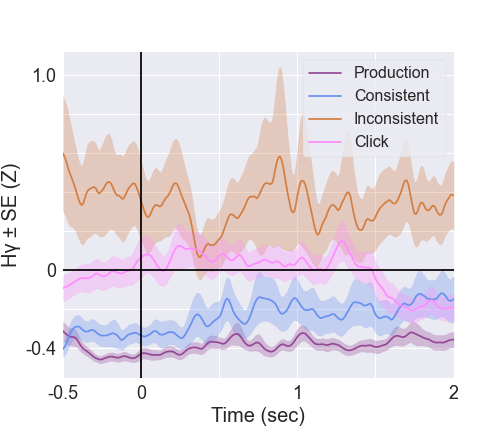 Production
Consistent
Inconsistent
Click
1.0
0
-0.4
Hγ ± SE (Z)
-0.5 0 1 2
Time (sec)